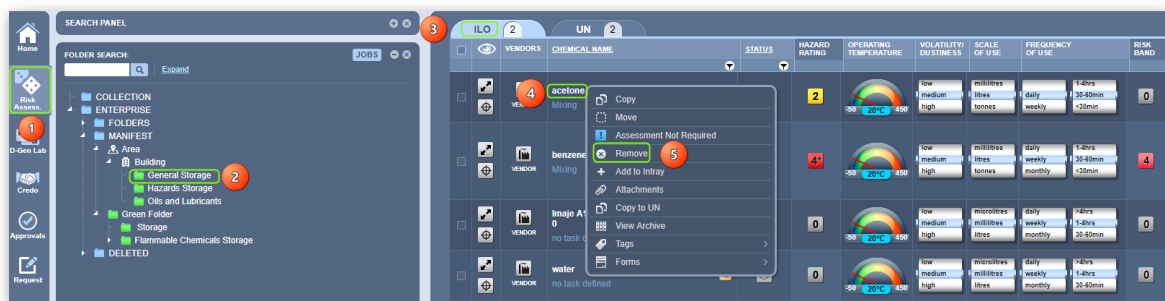 Home
Risk
Assess.
1
D-Gen Lab
Credo
Approvals
Request
SEARCH PANEL
FOLDER SEARCH:
JOBS
Expand
COLLECTION
ENTERPRISE
FOLDERS
MANIFEST
Area
Building
General Storage
2
Hazards Storage
Oils and Lubricants
Green Folder
Storage
Flammable Chemicals Storage
DELETED
3
ILO 2
UN 2
VENDORS CHEMICAL NAME STATUS HAZARD RATING OPERATING TEMPERATURE VOLATILITY/ DUSTINESS SCALE OF USE FREQUENCY OF USE RISK BAND
4
acetone
Mixing
2
-50 20°C 450
low
medium
high
millilitres
litres
tonnes
daily
weekly
1-4hrs
30-60min
<30min
0
benzene
Mixing
VENDOR
4+
-50 20°C 450
low
medium
high
millilitres
litres
tonnes
daily
weekly
monthly
1-4hrs
30-60min
<30min
4
Imaje A
0
no task d
VENDOR
0
-50 20°C 450
low
medium
high
microlitres
millilitres
litres
daily
weekly
monthly
>4hrs
1-4hrs
30-60min
0
water
no task defined
VENDOR
0
-50 20°C 450
low
medium
high
microlitres
millilitres
litres
daily
weekly
monthly
>4hrs
1-4hrs
30-60min
0
Copy
Move
Assessment Not Required
Remove
5
Add to Intray
Attachments
Copy to UN
View Archive
Tags
Forms